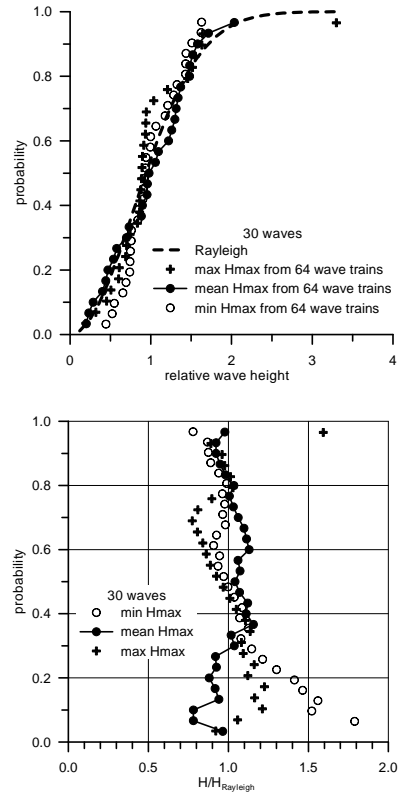 1.0
0.8
0.6
0.4
0.2
0.0
probability
30 waves
Rayleigh
max Hmax from 64 wave trains
mean Hmax from 64 wave trains
min Hmax from 64 wave trains
0 1 2 3 4
relative wave height
1.0
0.8
0.6
0.4
0.2
0.0
probability
30 waves
min Hmax
mean Hmax
max Hmax
0.0 0.5 1.0 1.5 2.0
H/HRayleigh